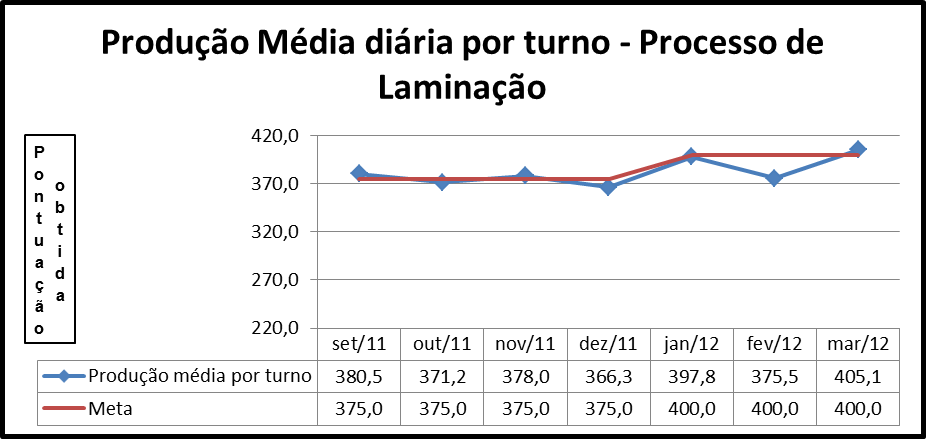 Produção Média diária por turno - Processo de
Laminação
Pontuação
obtida
420,0
370,0
320,0
270,0
220,0
set/11 out/11 nov/11 dez/11 jan/12 fev/12 mar/12
Produção média por turno 380,5 371,2 378,0 366,3 397,8 375,5 405,1
Meta 375,0 375,0 375,0 375,0 400,0 400,0 400,0